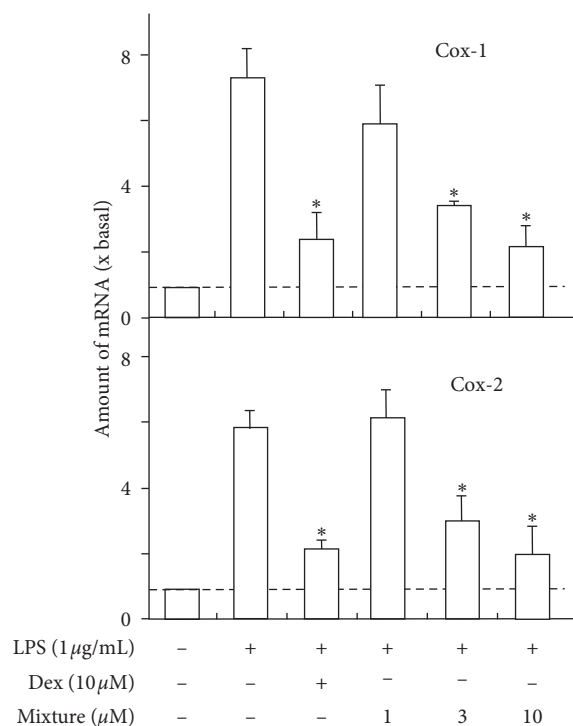 Amount of mRNA (x basal)
8
4
0
Cox-1
*
*
*
8
4
0
Cox-2
*
*
*
LPS (1 μg/mL) – + + + + +
Dex (10 μM) – – + – – –
Mixture (μM) – – – 1 3 10